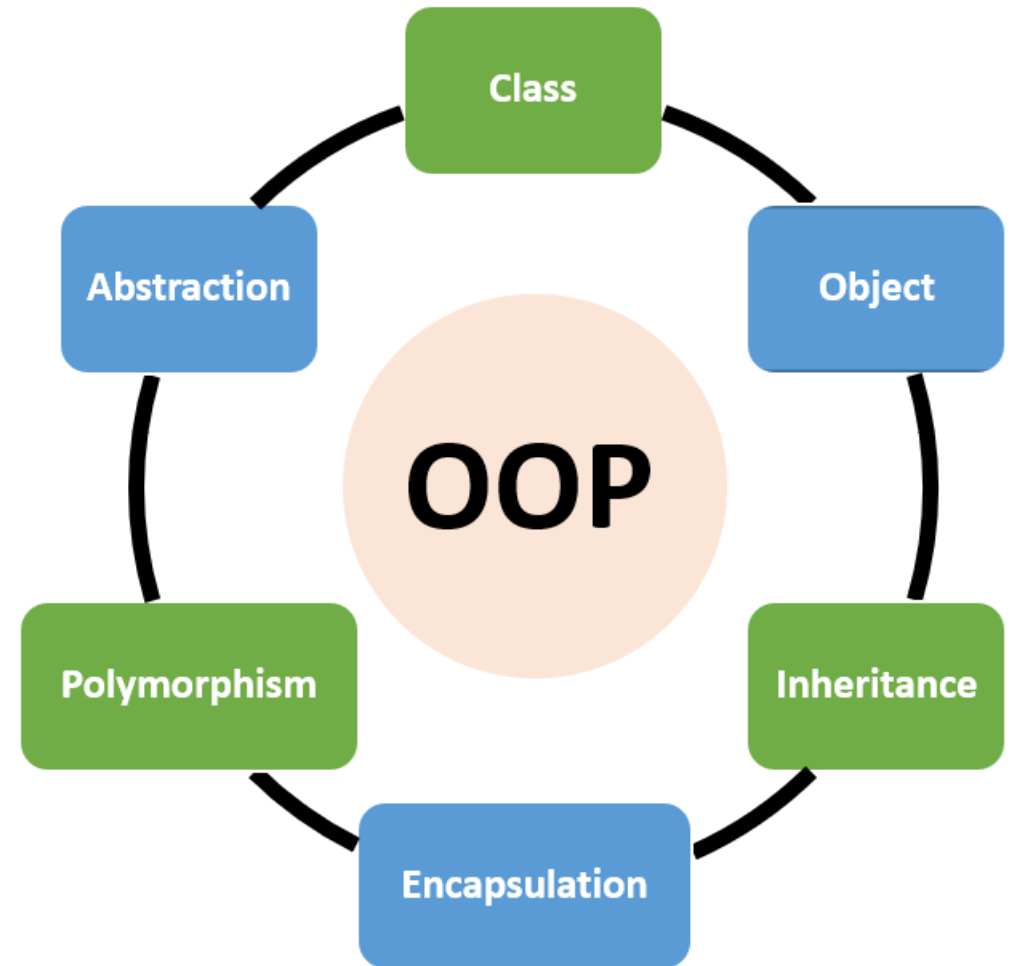 Class
Abstraction
Object
OOP
Polymorphism
Inheritance
Encapsulation